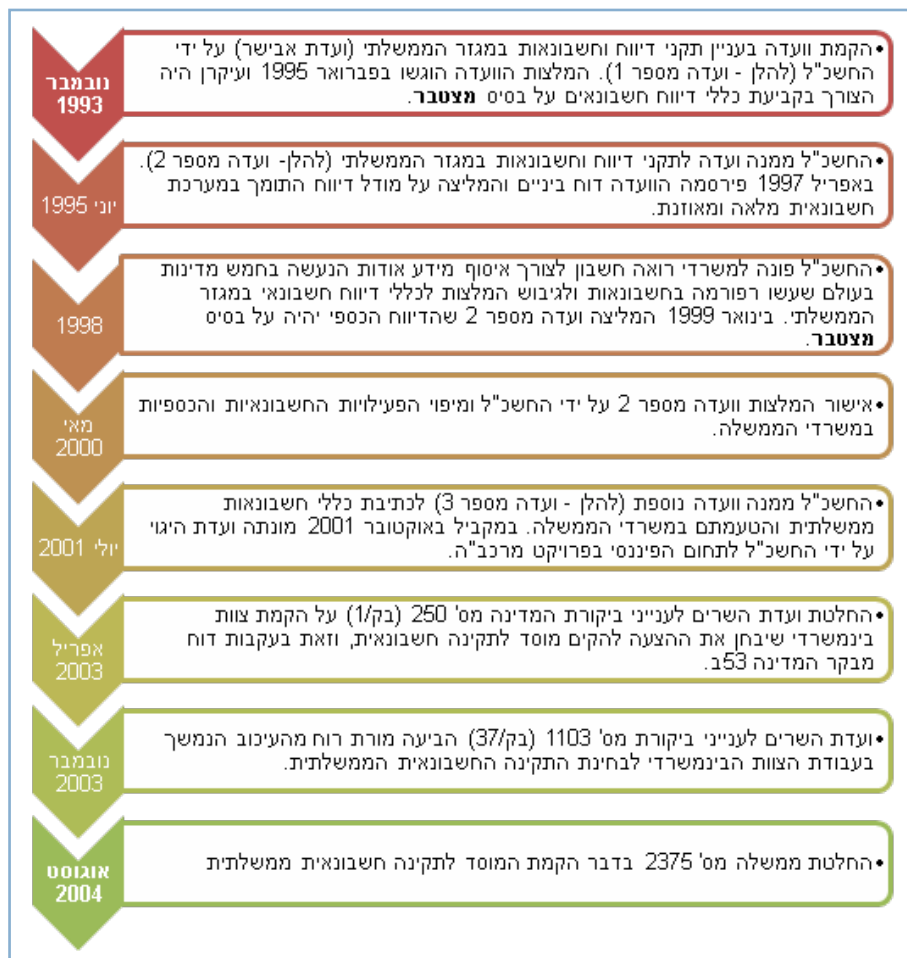 נובמבר
1993
•הקמת וועדה בעניין תקני דיווח וחשבונאות במגזר הממשלתי (ועדת אבישר) על ידי
החשכ"ל (להלן - ועדה מספר 1). המלצות הוועדה הוגשו בפברואר 1995 ועיקרן היה
הצורך בקביעת כללי דיווח חשבונאים על בסיס מצטבר.
יוני 1995
•החשכ"ל ממנה ועדה לתקני דיווח וחשבונאות במגזר הממשלתי (להלן- ועדה מספר 2).
באפריל 1997 פירסמה הוועדה דוח ביניים והמליצה על מודל דיווח התומך במערכת
חשבונאית מלאה ומאוזנת.
1998
•החשכ"ל פונה למשרדי רואה חשבון לצורך איסוף מידע אודות הנעשה בחמש מדינות
בעולם שעשו רפורמה בחשבונאות ולגיבוש המלצות לכללי דיווח חשבונאי במגזר
הממשלתי. בינואר 1999 המליצה ועדה מספר 2 שהדיווח הכספי יהיה על בסיס
מצטבר.
מאי
2000
•אישור המלצות וועדה מספר 2 על ידי החשכ"ל ומיפוי הפעילויות החשבונאיות והכספיות
במשרדי הממשלה.
יולי 2001
•החשכ"ל ממנה וועדה נוספת (להלן - ועדה מספר 3) לכתיבת כללי חשבונאות
ממשלתית והטעמתם במשרדי הממשלה. במקביל באוקטובר 2001 מונתה ועדת היגוי
על ידי החשכ"ל לתחום הפיננסי בפרויקט מרכב"ה.
אפריל
2003
•החלטת ועדת השרים לענייני ביקורת המדינה מס' 250 (בק/1) על הקמת צוות
בינמשרדי שיבחן את ההצעה להקים מוסד לתקינה חשבונאית, וזאת בעקבות דוח
מבקר המדינה 53ב.
נובמבר
2003
•ועדת השרים לענייני ביקורת מס' 1103 (בק/37) הביעה מורת רוח מהעיכוב הנמשך
בעבודת הצוות הבינמשרדי לבחינת התקינה החשבונאית הממשלתית.
אוגוסט
2004
•החלטת ממשלה מס' 2375 בדבר הקמת המוסד לתקינה חשבונאית ממשלתית